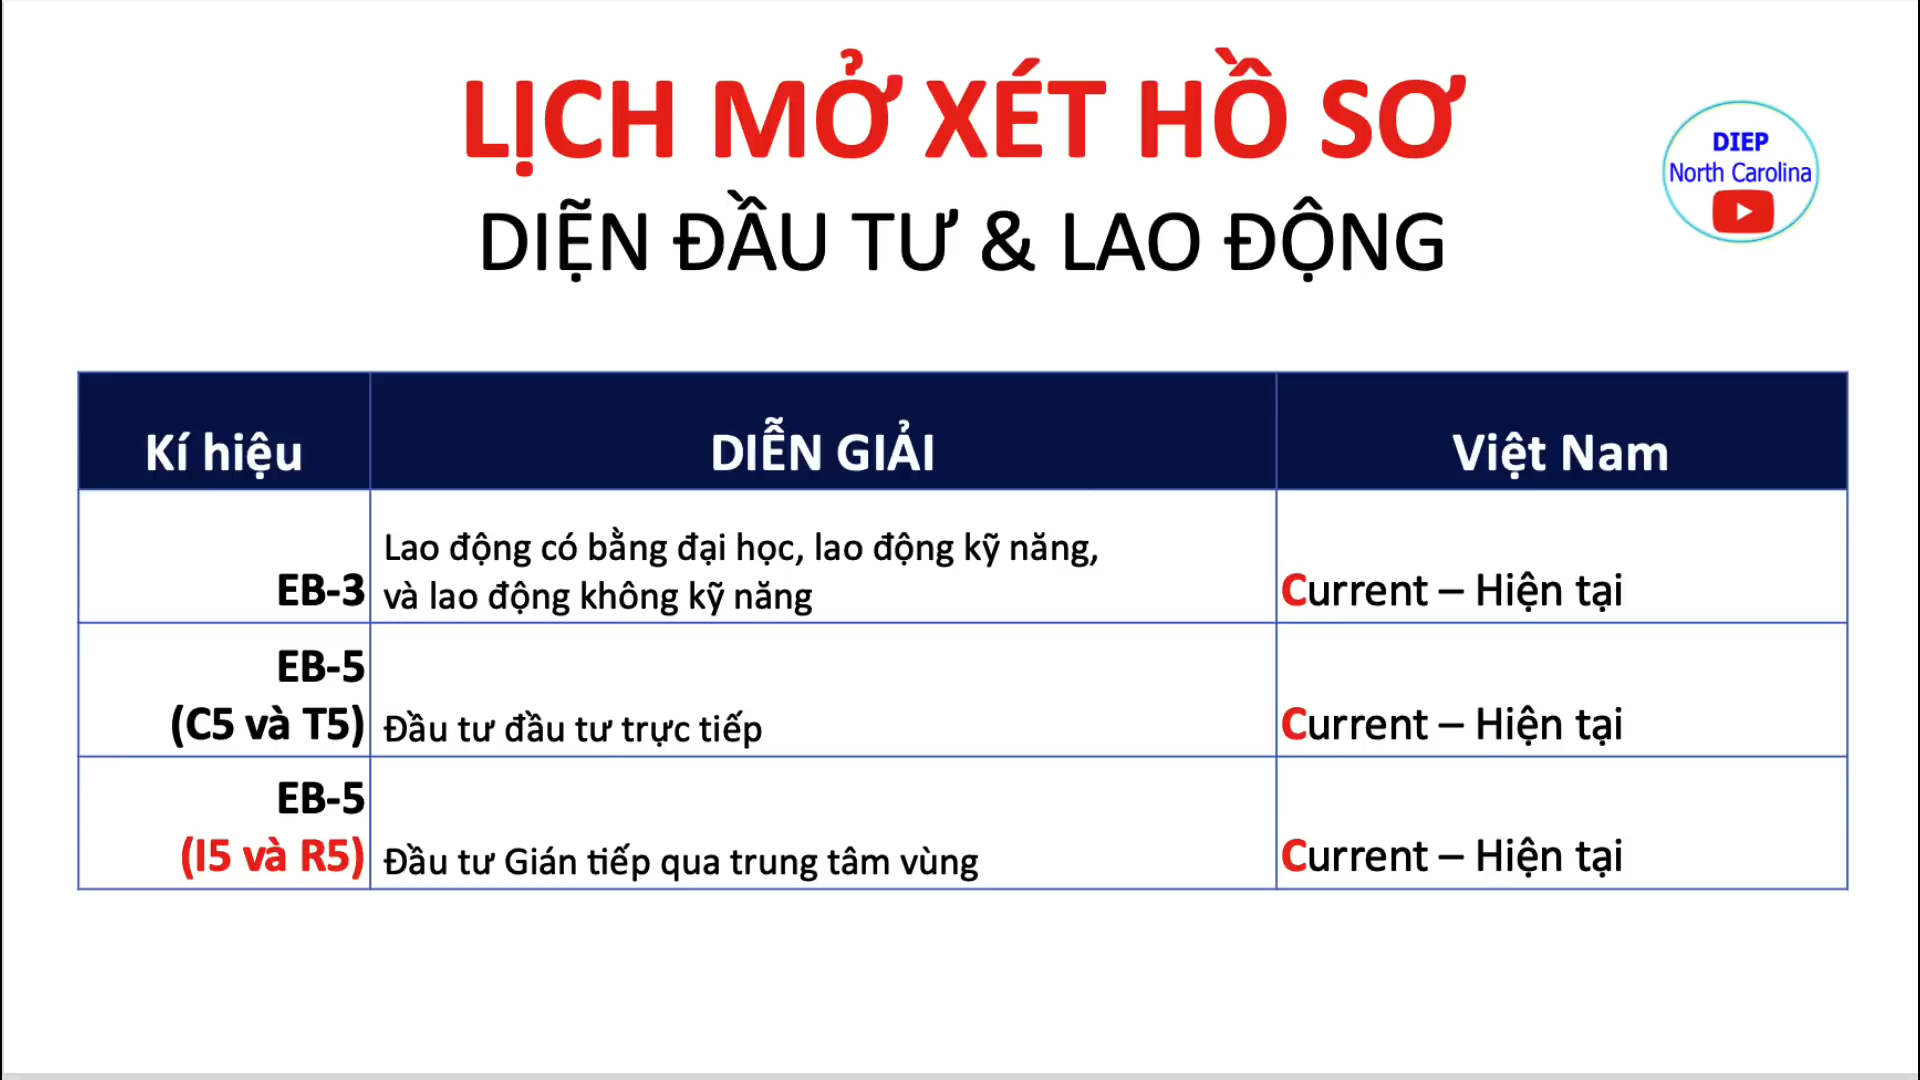 LỊCH MỞ XÉT HỒ SƠ
DIỆN ĐẦU TƯ & LAO ĐỘNG
DIEP
North Carolina
Kí hiệu DIỄN GIẢI Việt Nam
Lao động có bằng đại học, lao động kỹ năng,
EB-3 và lao động không kỹ năng Current – Hiện tại
EB-5
(C5 và T5) Đầu tư đầu tư trực tiếp Current – Hiện tại
EB-5
(I5 và R5) Đầu tư Gián tiếp qua trung tâm vùng Current – Hiện tại